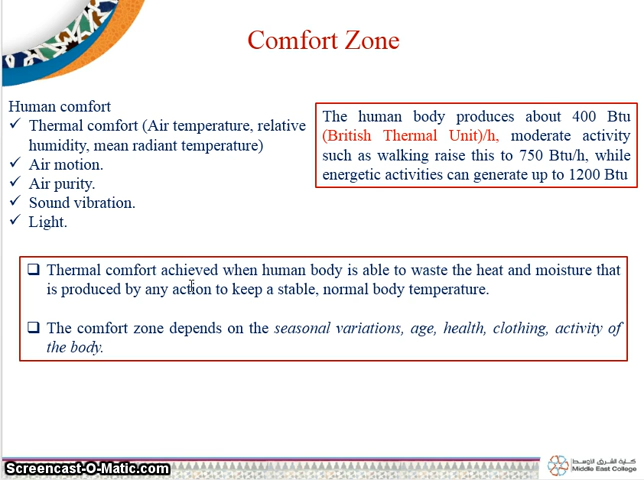 Comfort Zone
Human comfort
✓ Thermal comfort (Air temperature, relative
humidity, mean radiant temperature)
✓ Air motion.
✓ Air purity.
✓ Sound vibration.
✓ Light.
The human body produces about 400 Btu
(British Thermal Unit)/h, moderate activity
such as walking raise this to 750 Btu/h, while
energetic activities can generate up to 1200 Btu
❑ Thermal comfort achieved when human body is able to waste the heat and moisture that
is produced by any action to keep a stable, normal body temperature.
❑ The comfort zone depends on the seasonal variations, age, health, clothing, activity of
the body.
كلية الشرق الأوسط
Middle East College
Screencast-O-Matic.com